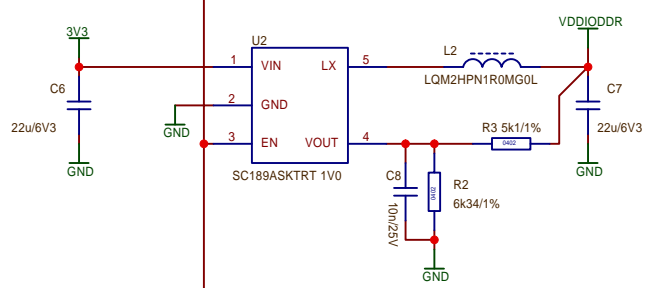 3V3
VDDIODDR
U2
1
VIN
LX
5
L2
LQM2HPN1R0MG0L
C6
22u/6V3
GND
2
GND
GND
3
EN
VOUT
4
SC189ASKTRT 1V0
R3 5k1/1%
0402
C7
22u/6V3
GND
C8
10n/25V
0402
R2
6k34/1%
GND